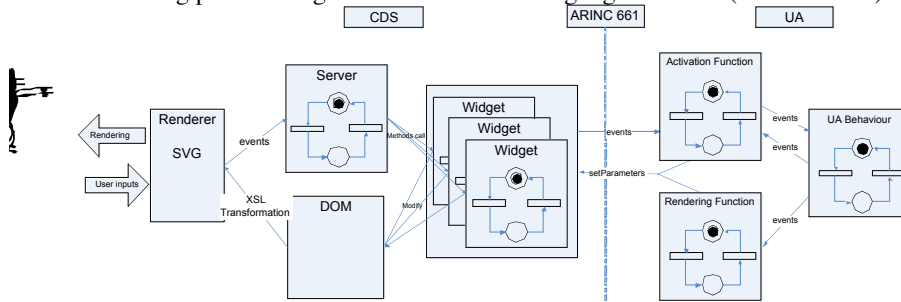 CDS
ARINC 661
UA
Server
Activation Function
Widget
Widget
Widget
Renderer
SVG
Rendering
User inputs
events
Methods call
events
events
events
UA Behaviour
setParameters
XSL
Transformation
DOM
Modify
Rendering Function
events